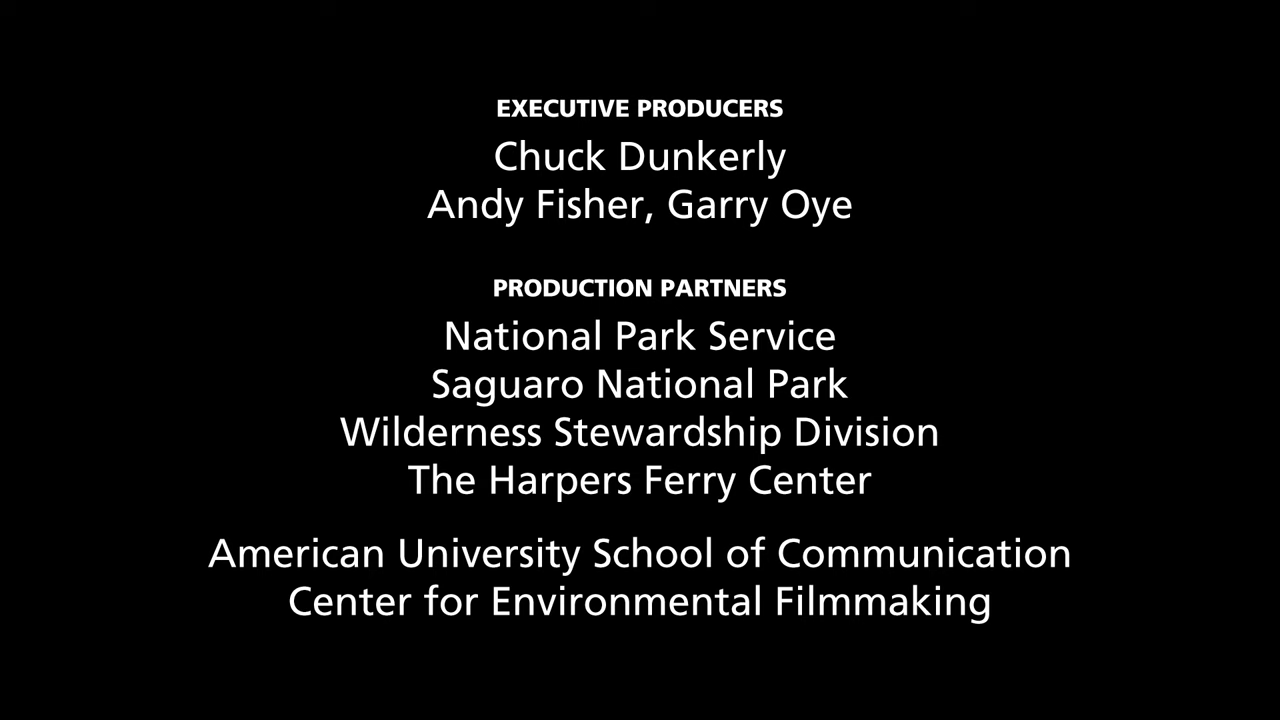 EXECUTIVE PRODUCERS
Chuck Dunkerly
Andy Fisher, Garry Oye
PRODUCTION PARTNERS
National Park Service
Saguaro National Park
Wilderness Stewardship Division
The Harpers Ferry Center
American University School of Communication
Center for Environmental Filmmaking